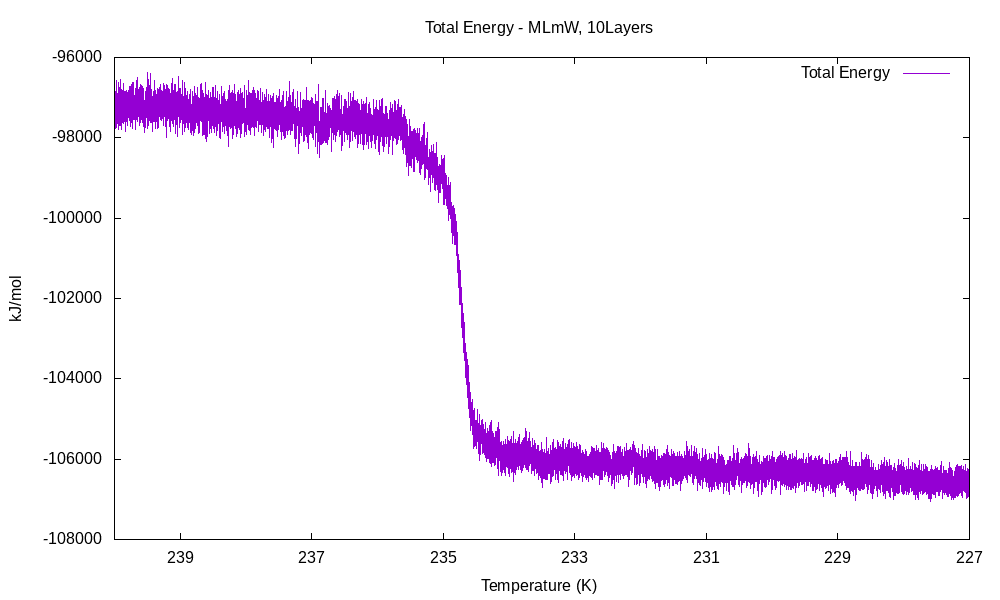 Total Energy - MLmW, 10Layers
Total Energy
-96000
-98000
-100000
-102000
-104000
-106000
-108000
kJ/mol
239 237 235 233 231 229 227
Temperature (K)